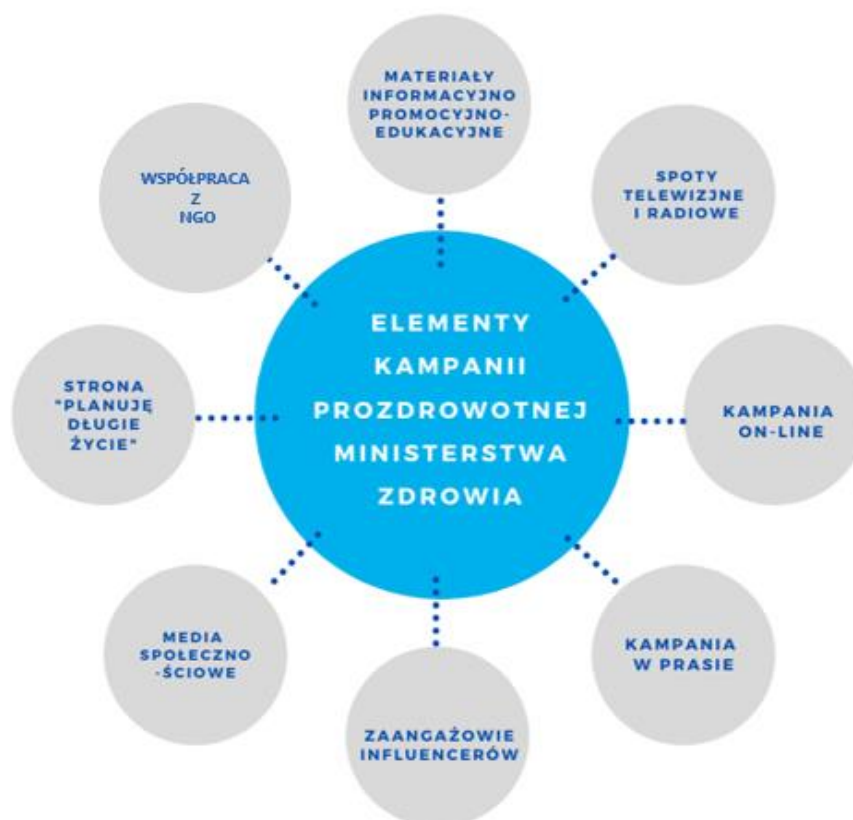 MATERIAŁY
INFORMACYJNO
PROMOCYJNO-
EDUKACYJNE
SPOTY
TELEWIZJNE
I RADIOWE
KAMPANIA
ON-LINE
KAMPANIA
W PRASIE
ZAANGAŻOWIE
INFLUENCERÓW
MEDIA
SPOŁECZNO
-ŚCIOWE
STRONA
"PLANUJĘ
DŁUGIE
ŻYCIE"
WSPÓŁPRACA
Z
NGO
ELEMENTY
KAMPANII
PROZDROWOTNEJ
MINISTERSTWA
ZDROWIA